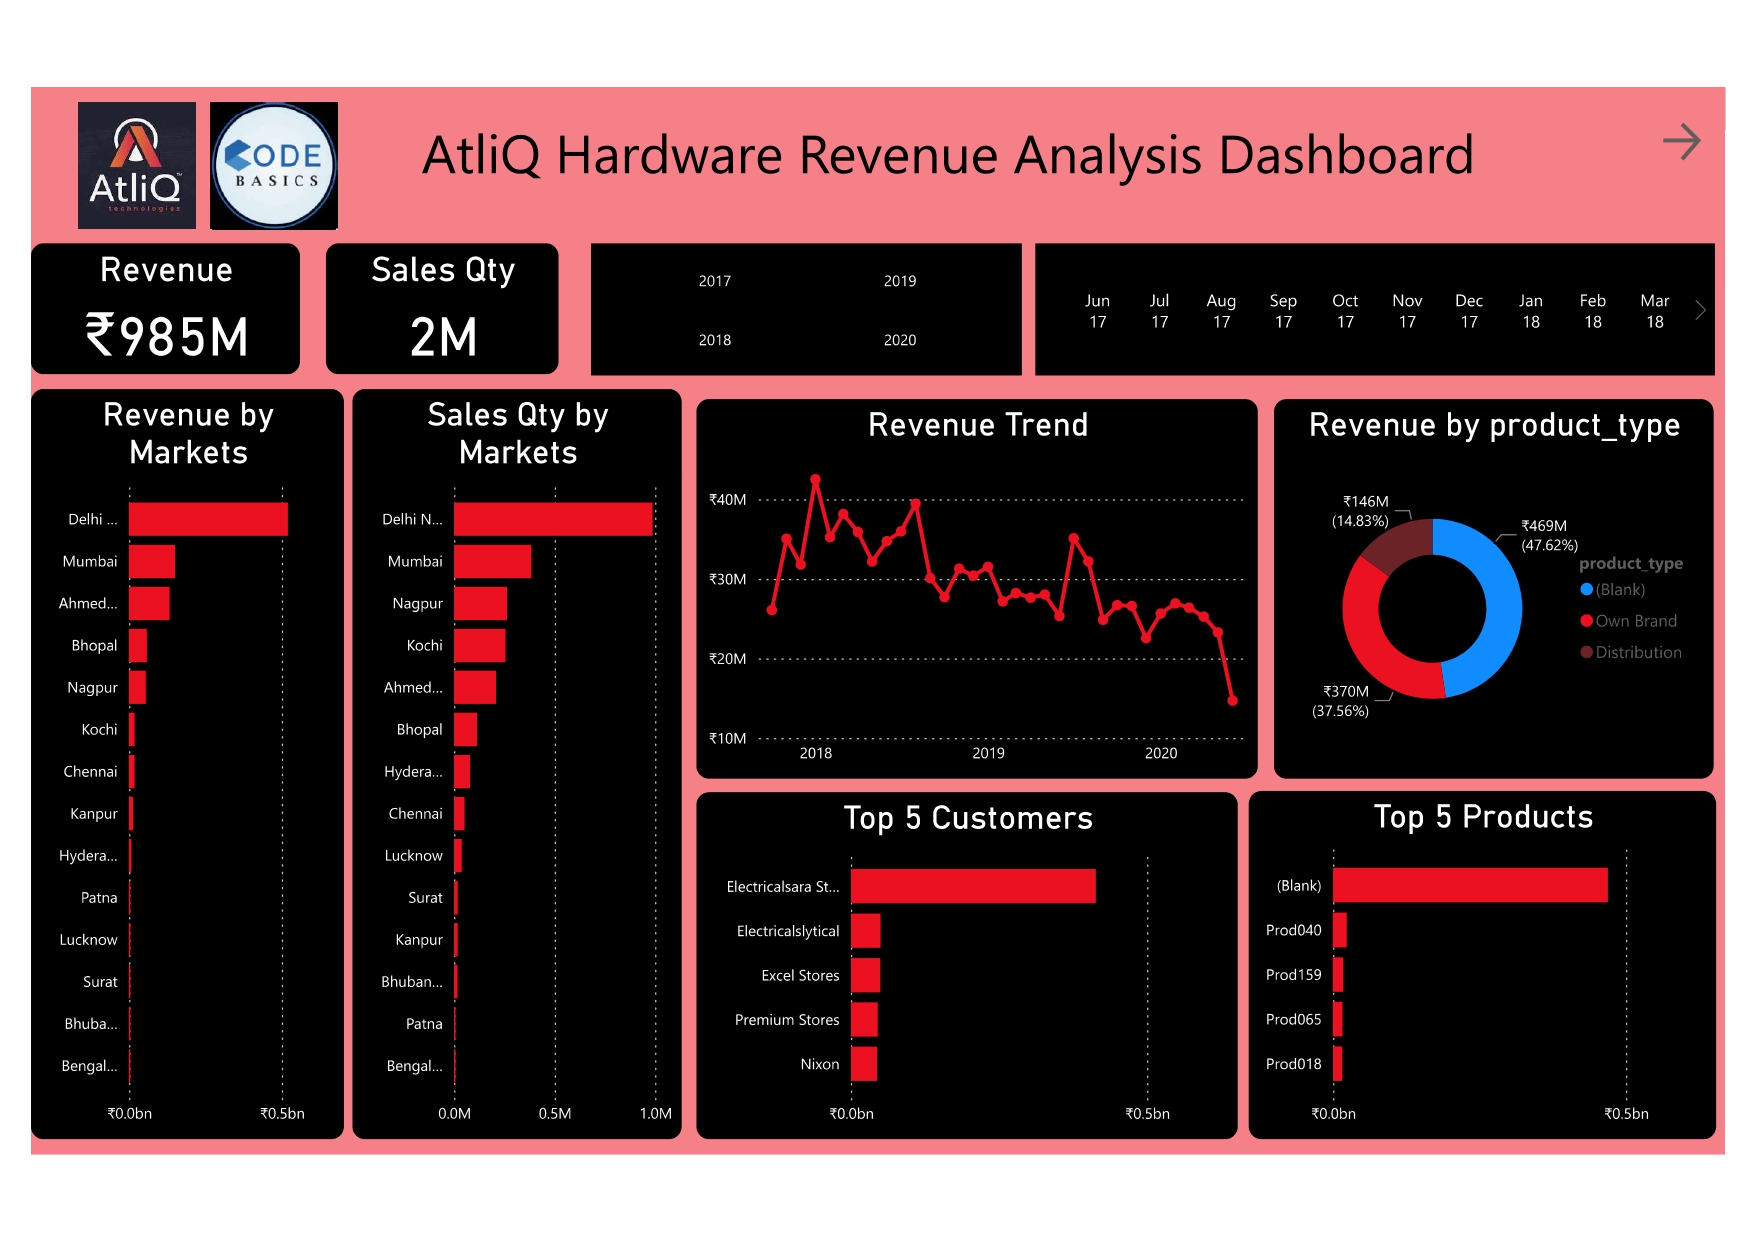 AtliQ
technologies
CODE
BASICS
AtliQ Hardware Revenue Analysis Dashboard
Revenue
₹985M
Sales Qty
2M
2017
2019
2018
2020
Jun
17
Jul
17
Aug
17
Sep
17
Oct
17
Nov
17
Dec
17
Jan
18
Feb
18
Mar
18
Revenue by
Markets
Delhi ...
Mumbai
Ahmed...
Bhopal
Nagpur
Kochi
Chennai
Kanpur
Hydera...
Patna
Lucknow
Surat
Bhuba...
Bengal...
₹0.0bn
₹0.5bn
Sales Qty by
Markets
Delhi N...
Mumbai
Nagpur
Kochi
Ahmed...
Bhopal
Hydera...
Chennai
Lucknow
Surat
Kanpur
Bhuban...
Patna
Bengal...
0.0M
0.5M
1.0M
Revenue Trend
₹40M
₹30M
₹20M
₹10M
2018
2019
2020
Revenue by product_type
₹146M
(14.83%)
₹469M
(47.62%)
₹370M
(37.56%)
product_type
(Blank)
Own Brand
Distribution
Top 5 Customers
Electricalsara St...
Electricalslytical
Excel Stores
Premium Stores
Nixon
₹0.0bn
₹0.5bn
Top 5 Products
(Blank)
Prod040
Prod159
Prod065
Prod018
₹0.0bn
₹0.5bn